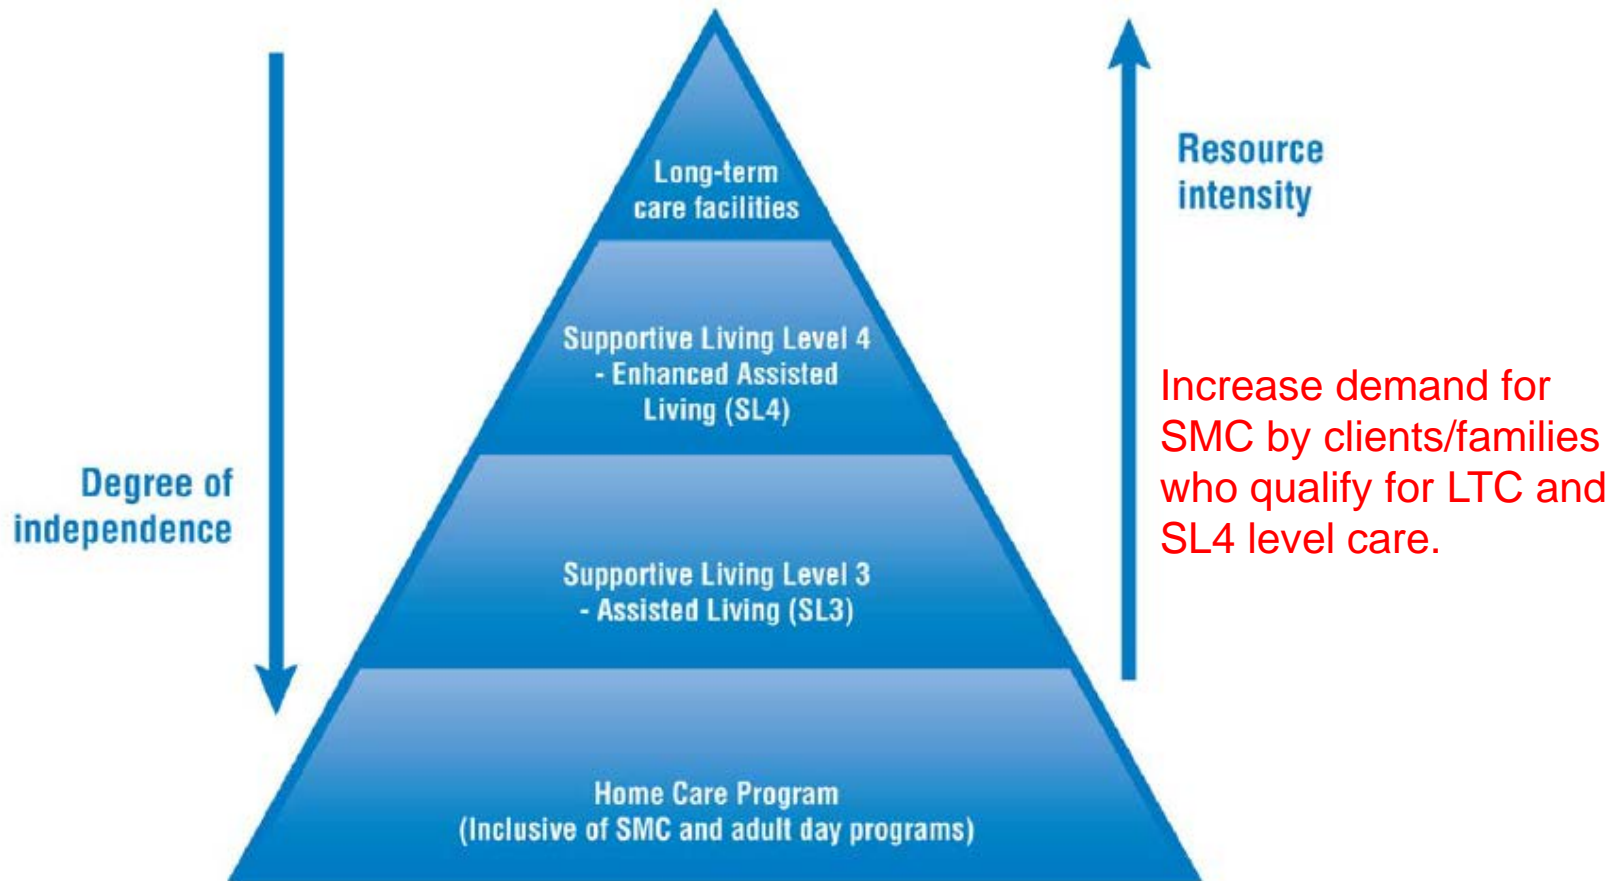 Long-term
care facilities
Resource
intensity
Supportive Living Level 4
- Enhanced Assisted
Living (SL4)
Increase demand for
SMC by clients/families
who qualify for LTC and
SL4 level care.
Degree of
independence
Supportive Living Level 3
- Assisted Living (SL3)
Home Care Program
(Inclusive of SMC and adult day programs)